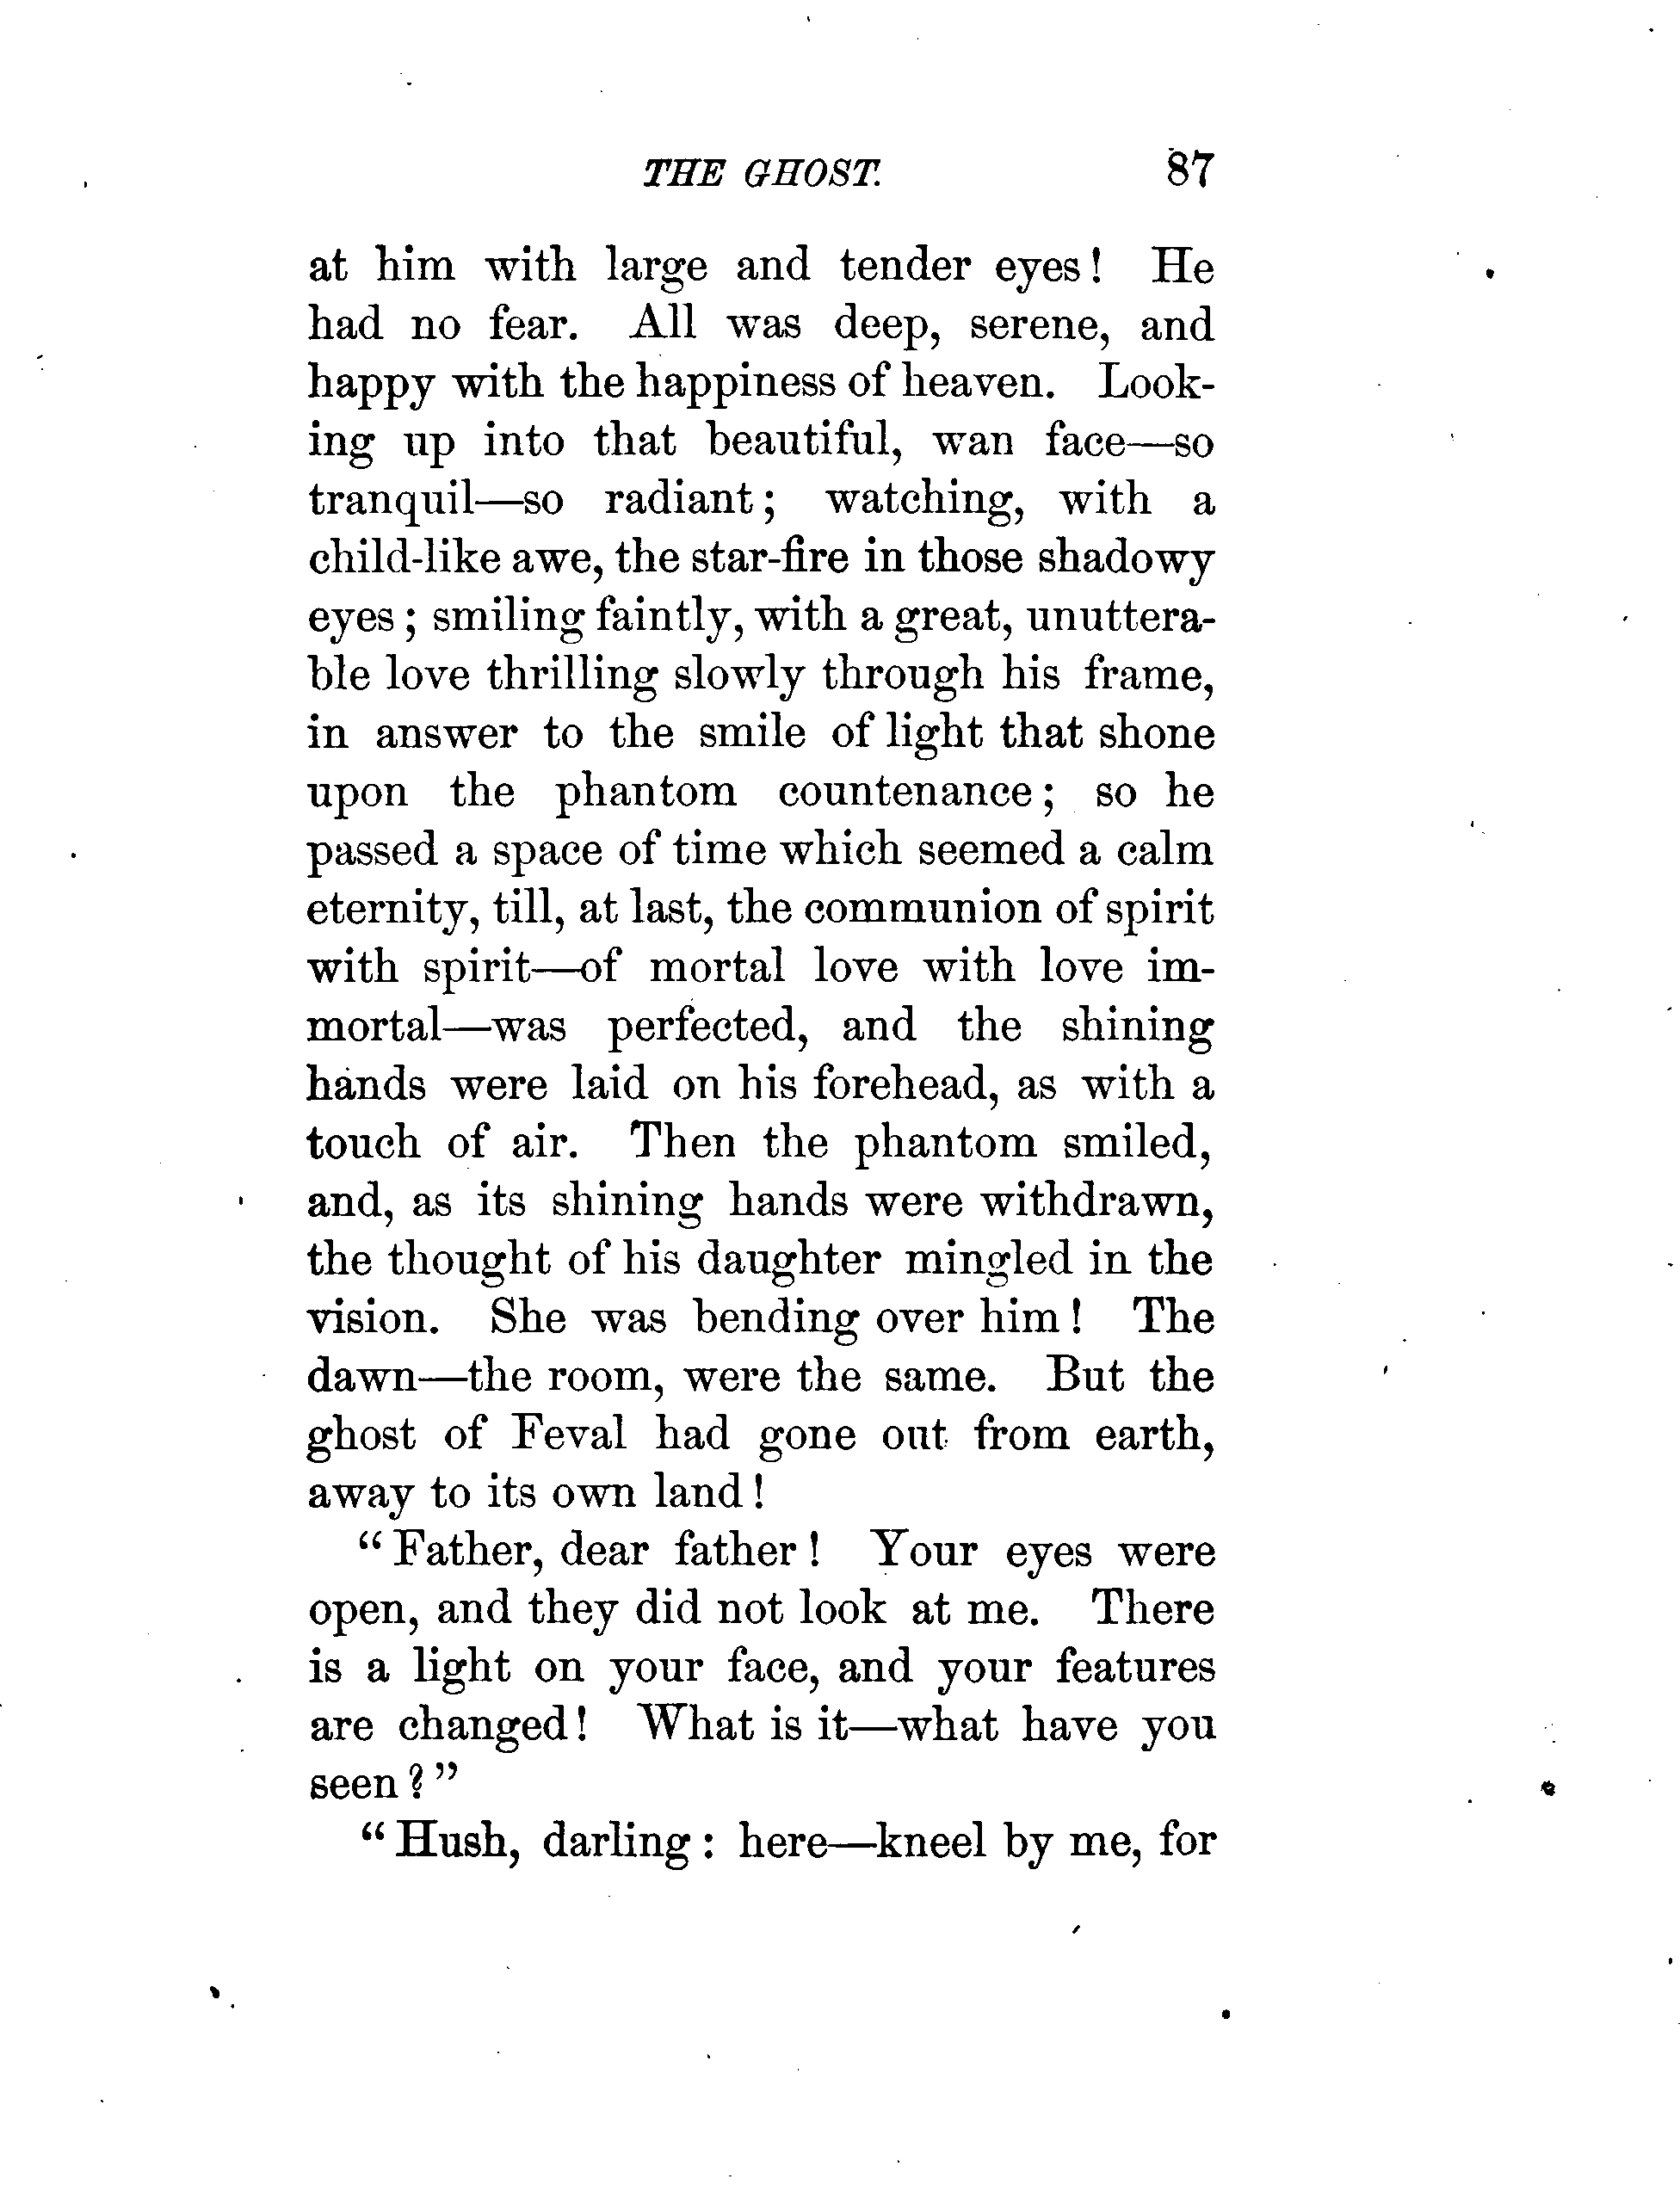 THE GHOST. 87
at him with large and tender eyes! He
had no fear. All was deep, serene, and
happy with the happiness of heaven. Look-
ing up into that beautiful, wan face—so
tranquil—so radiant; watching, with a
child-like awe, the star-fire in those shadowy
eyes; smiling faintly, with a great, unuttera-
ble love thrilling slowly through his frame,
in answer to the smile of light that shone
upon the phantom countenance; so he
passed a space of time which seemed a calm
eternity, till, at last, the communion of spirit
with spirit—of mortal love with love im-
mortal—was perfected, and the shining
hands were laid on his forehead, as with a
touch of air. Then the phantom smiled,
and, as its shining hands were withdrawn,
the thought of his daughter mingled in the
vision. She was bending over him! The
dawn—the room, were the same. But the
ghost of Feval had gone out from earth,
away to its own land!
"Father, dear father! Your eyes were
open, and they did not look at me. There
is a light on your face, and your features
are changed! What is it—what have you
seen?"
"Hush, darling: here—kneel by me, for